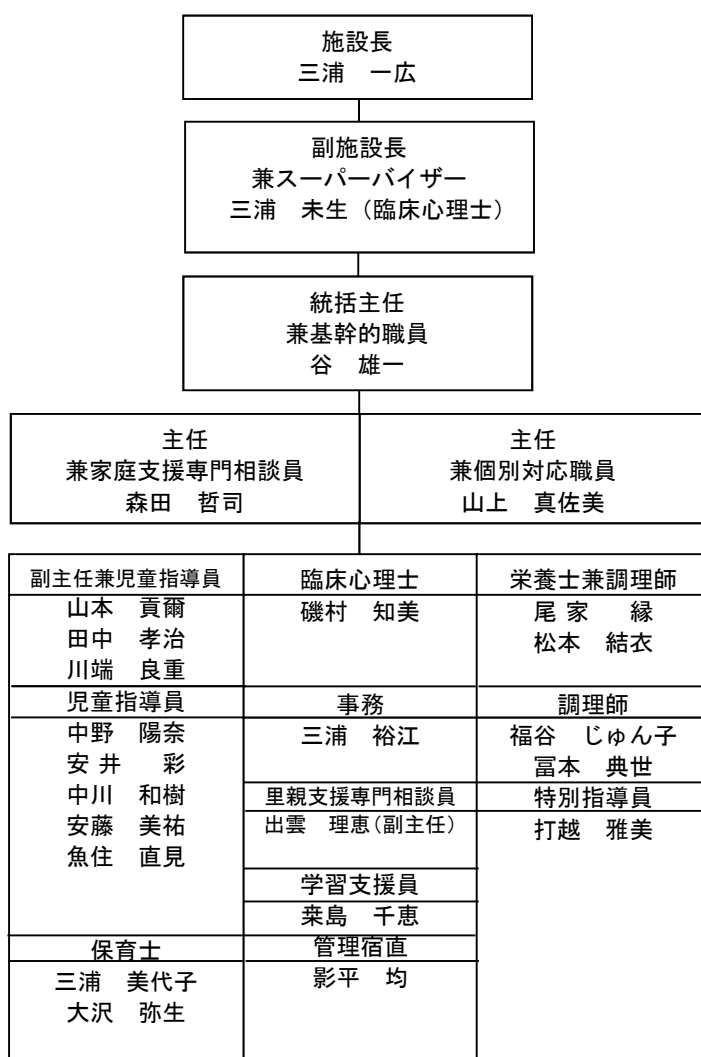 施設長
三浦　一広
副施設長
兼スーパーバイザー
三浦　未生（臨床心理士）
統括主任
兼基幹的職員
谷　雄一
主任
兼家庭支援専門相談員
森田　哲司
主任
兼個別対応職員
山上　真佐美
副主任兼児童指導員
山本　貢爾
田中　孝治
川端　良重
児童指導員
中野　陽奈
安 井　　彩
中川　和樹
安藤　美祐
魚住　直見
保育士
三浦　美代子
大沢　弥生
臨床心理士
磯村　知美
事務
三浦　裕江
里親支援専門相談員
出雲　理恵（副主任）
学習支援員
桒島　千恵
管理宿直
影平　均
栄養士兼調理師
尾 家　　縁
松本　結衣
調理師
福谷　じゅん子
冨本　典世
特別指導員
打越　雅美